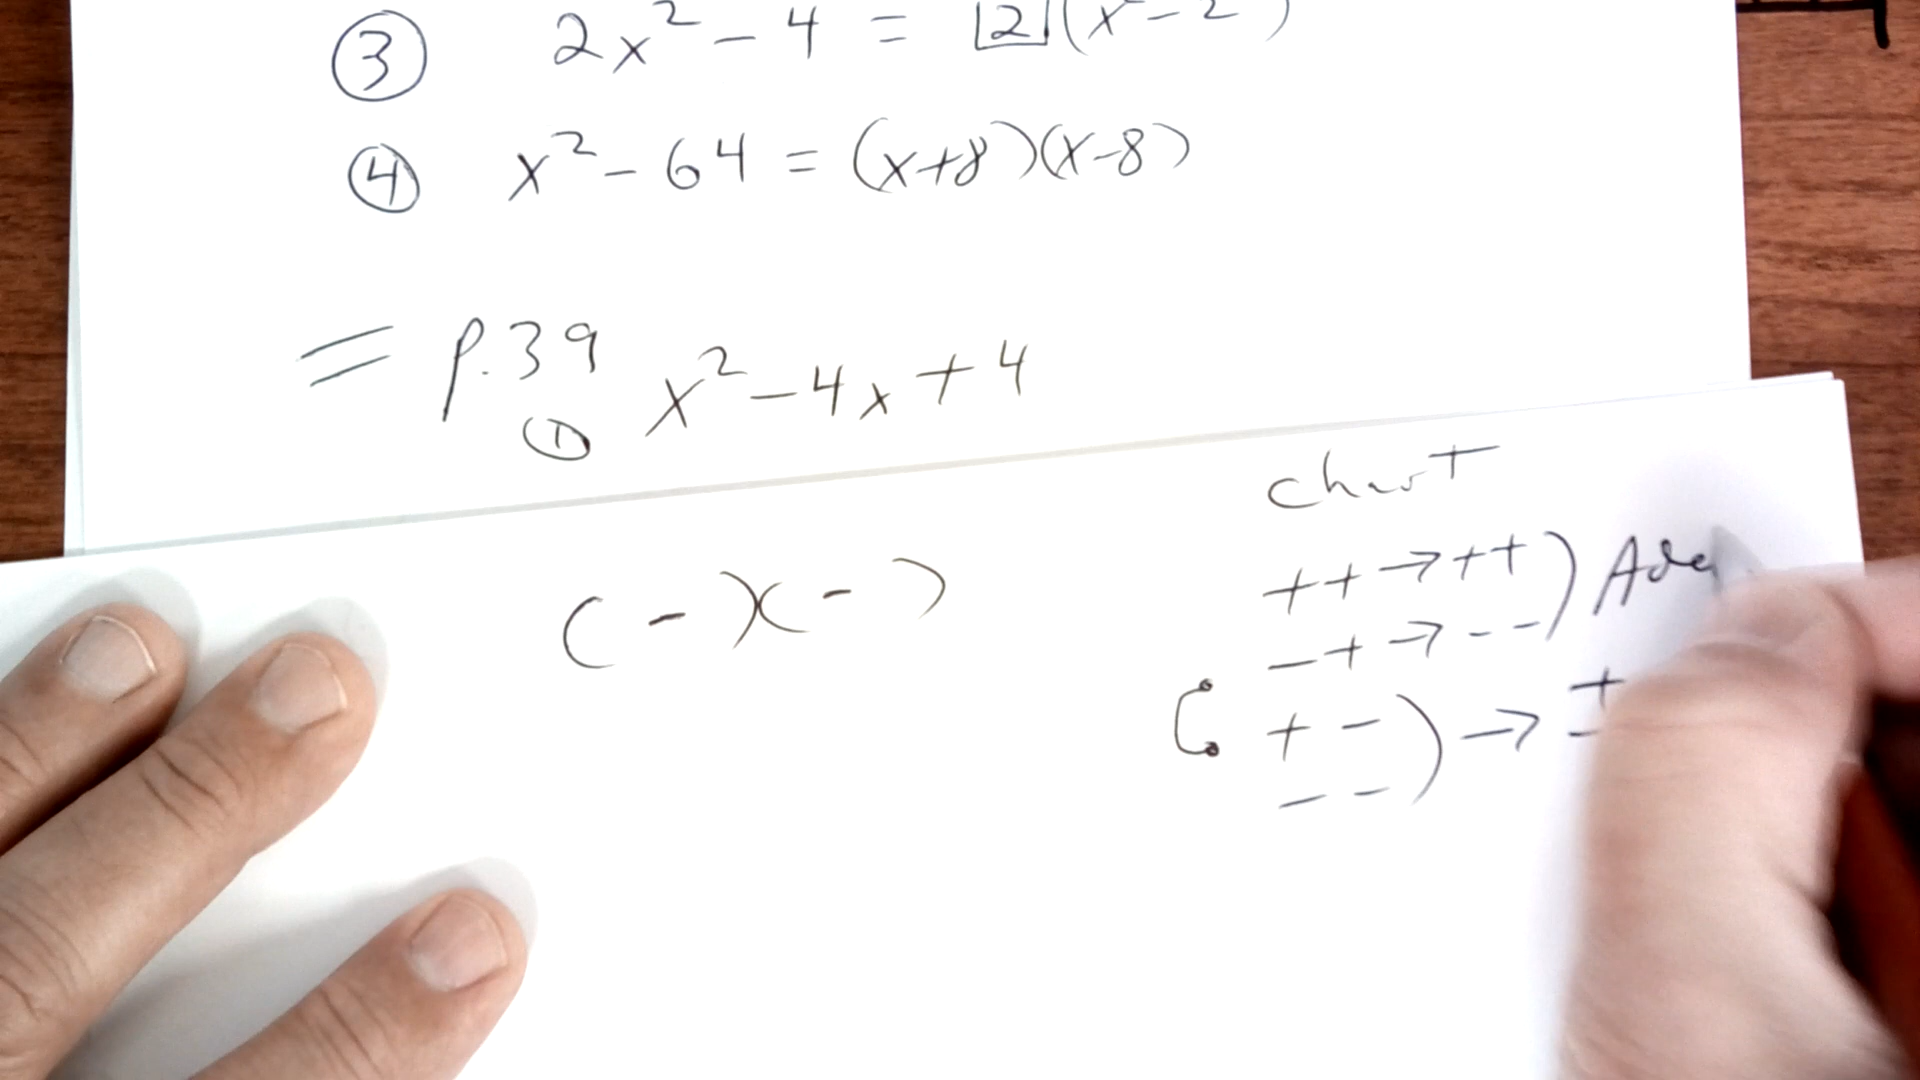 ③ 2x² - 4 = 2(x² - 2)
④ x² - 64 = (x+8)(x-8)
= p.39
① x² - 4x + 4
chart
( - )( - )
+ + → + +) Add
- + → - -
( + - ) → + -
- -